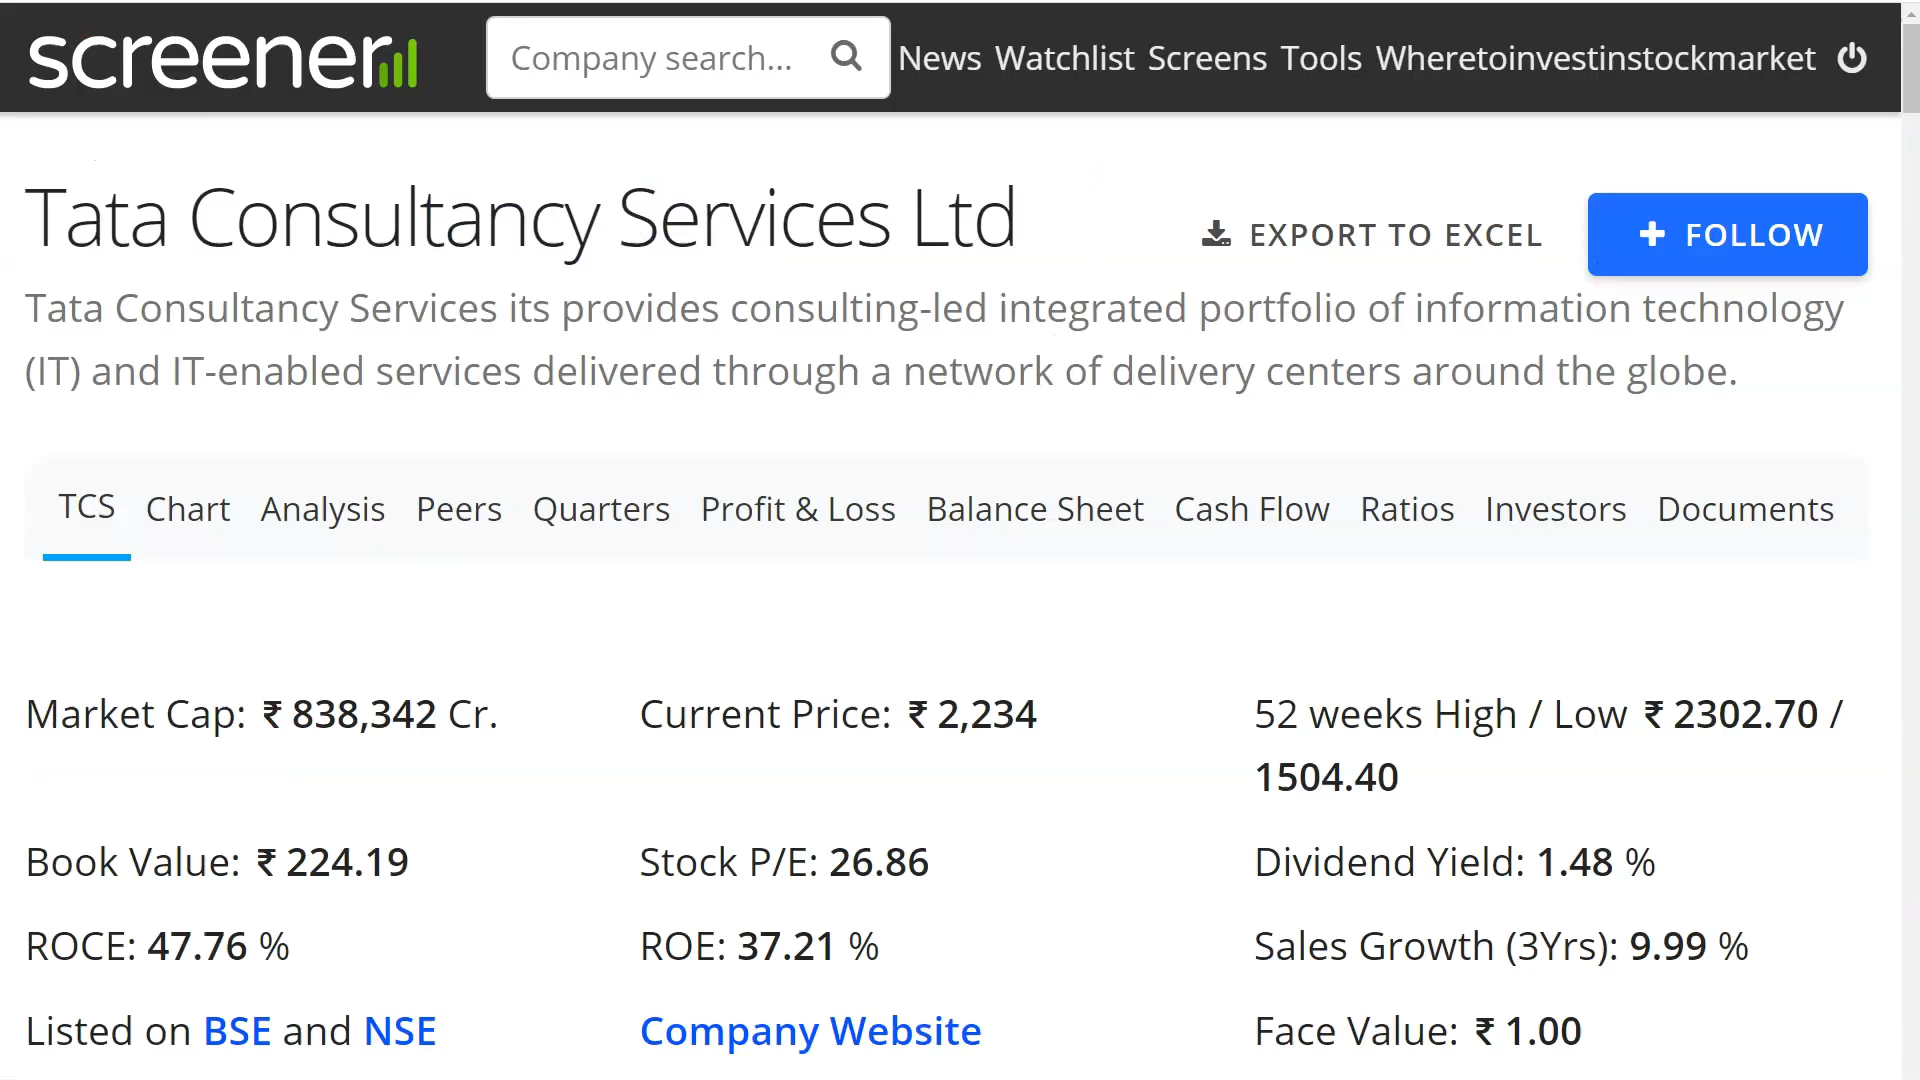 screener
Company search...
News Watchlist Screens Tools Wheretoinvestinstockmarket
Tata Consultancy Services Ltd
EXPORT TO EXCEL
FOLLOW
Tata Consultancy Services its provides consulting-led integrated portfolio of information technology
(IT) and IT-enabled services delivered through a network of delivery centers around the globe.
TCS Chart Analysis Peers Quarters Profit & Loss Balance Sheet Cash Flow Ratios Investors Documents
Market Cap: ₹ 838,342 Cr.
Current Price: ₹ 2,234
52 weeks High / Low ₹ 2302.70 /
1504.40
Book Value: ₹ 224.19
Stock P/E: 26.86
Dividend Yield: 1.48 %
ROCE: 47.76 %
ROE: 37.21 %
Sales Growth (3Yrs): 9.99 %
Listed on BSE and NSE
Company Website
Face Value: ₹ 1.00